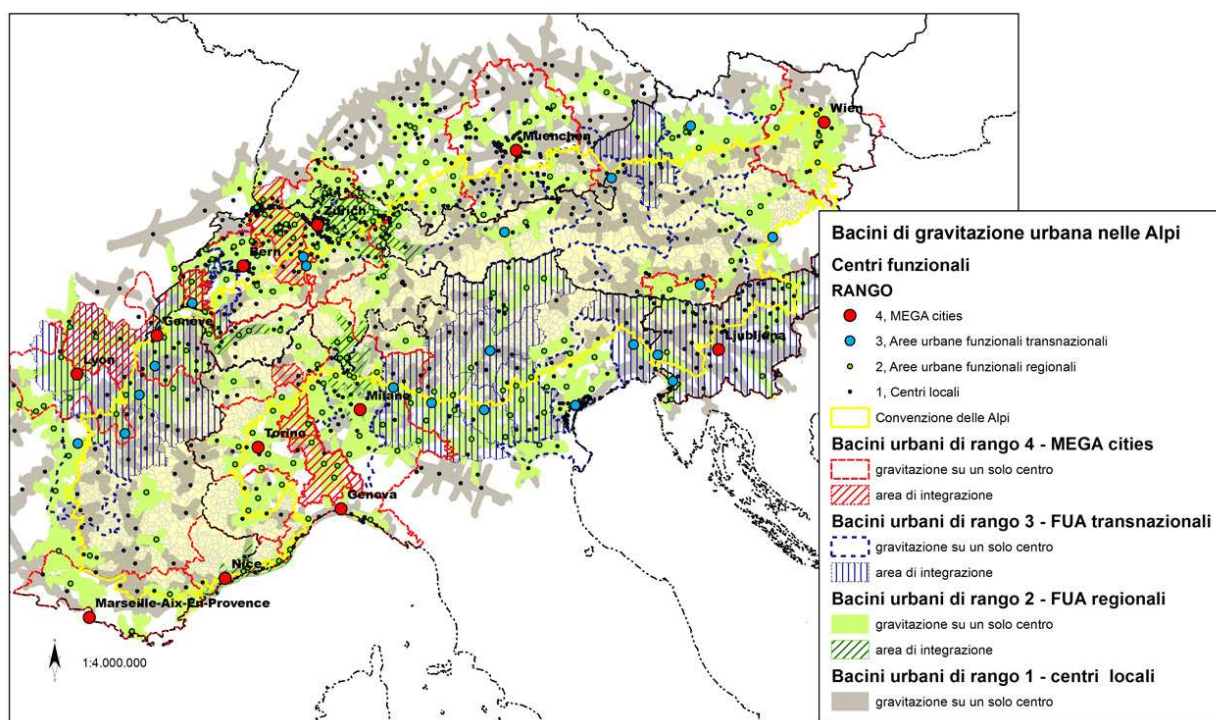 Wien
Muenchen
Zürich
Bern
Genève
Lyon
Ljubljena
Milano
Torino
Genova
Nice
Marseille-Aix-En-Provence
1:4.000.000
Bacini di gravitazione urbana nelle Alpi
Centri funzionali
RANGO
4, MEGA cities
3, Aree urbane funzionali transnazionali
2, Aree urbane funzionali regionali
1, Centri locali
Convenzione delle Alpi
Bacini urbani di rango 4 - MEGA cities
gravitazione su un solo centro
area di integrazione
Bacini urbani di rango 3 - FUA transnazionali
gravitazione su un solo centro
area di integrazione
Bacini urbani di rango 2 - FUA regionali
gravitazione su un solo centro
area di integrazione
Bacini urbani di rango 1 - centri locali
gravitazione su un solo centro